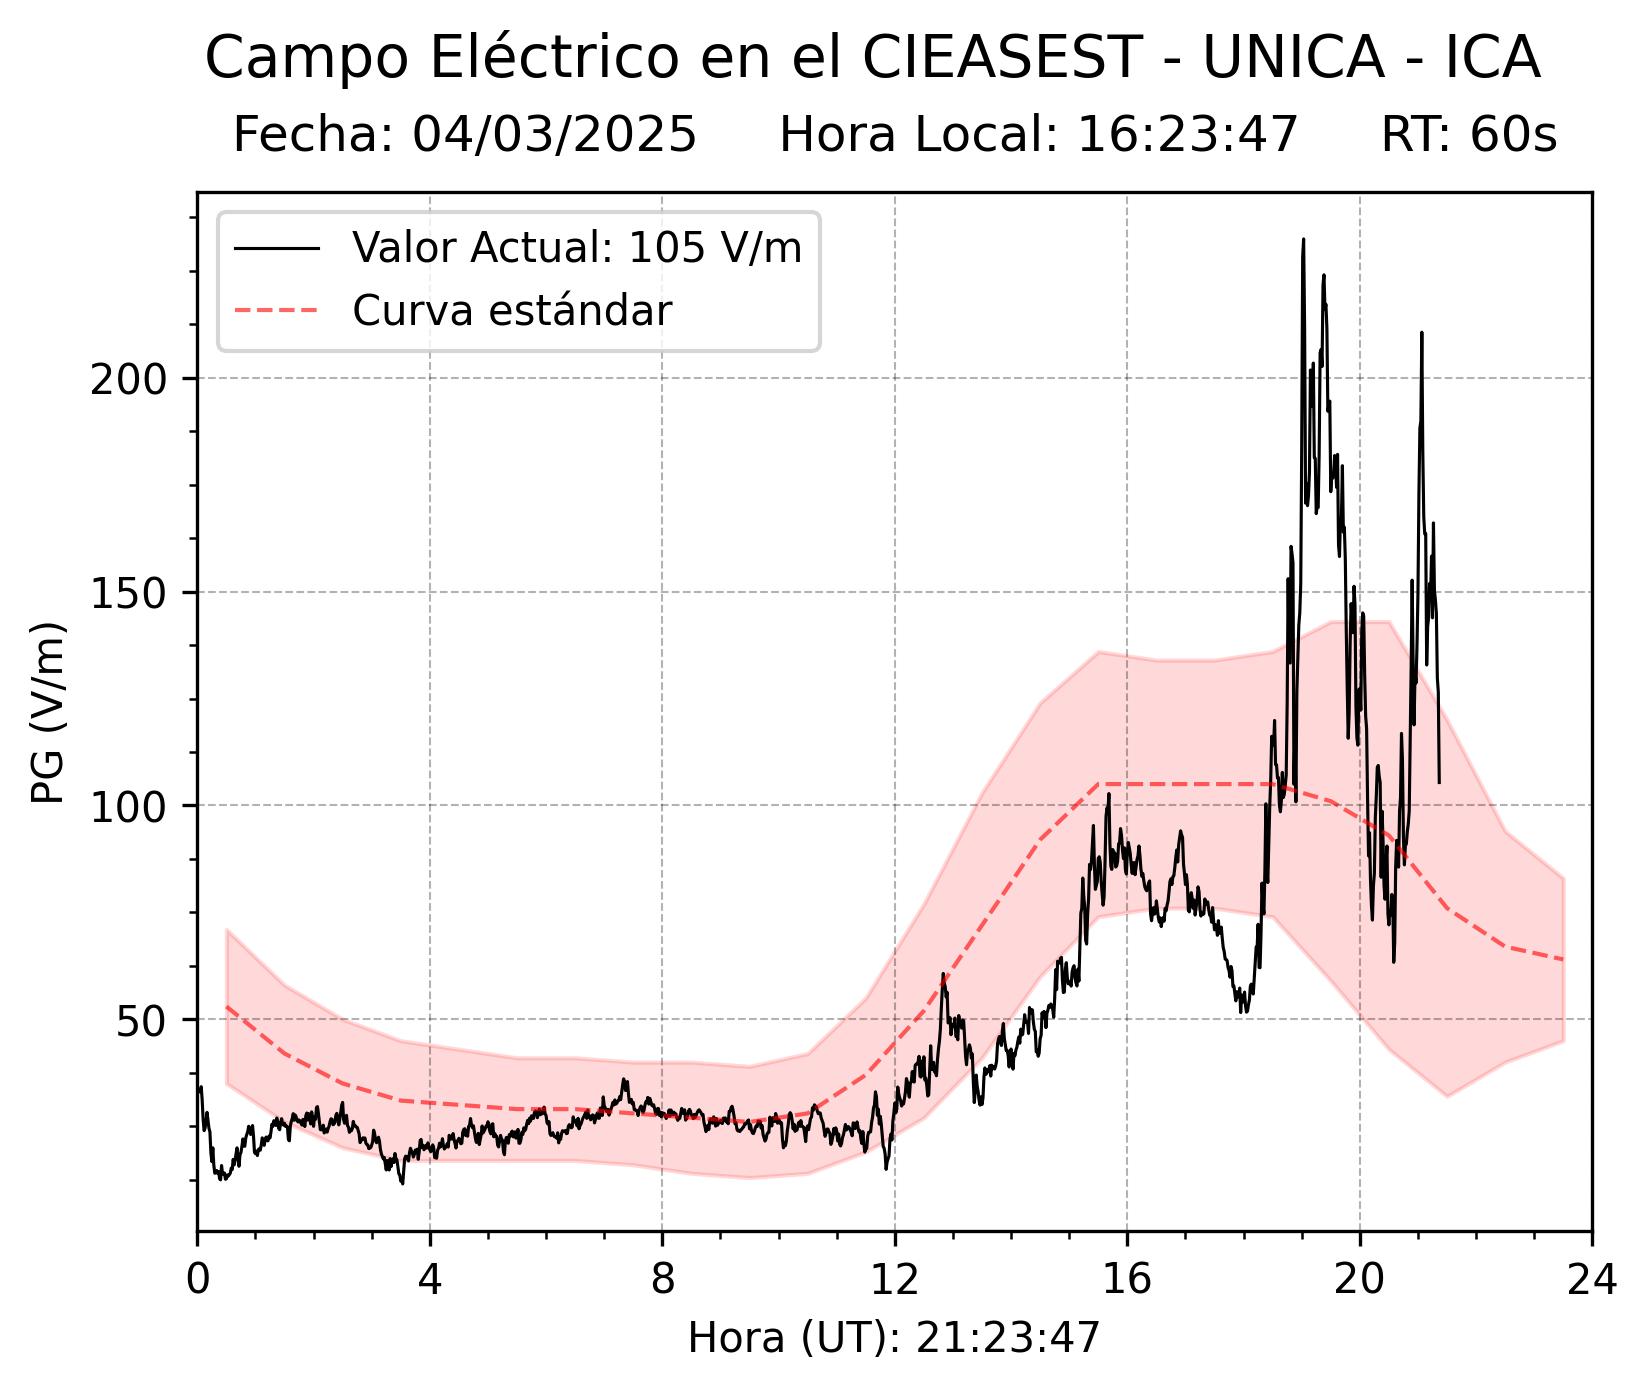 Campo Eléctrico en el CIEASEST - UNICA - ICA
Fecha: 04/03/2025 Hora Local: 16:23:47 RT: 60s
Valor Actual: 105 V/m
Curva estándar
PG (V/m)
200
150
100
50
0 4 8 12 16 20 24
Hora (UT): 21:23:47